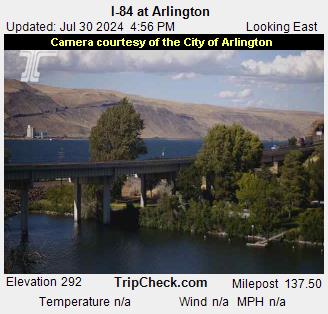 I-84 at Arlington
Updated: Jul 30 2024 4:56 PM Looking East
Camera courtesy of the City of Arlington
Elevation 292 TripCheck.com Milepost 137.50
Temperature n/a Wind n/a MPH n/a